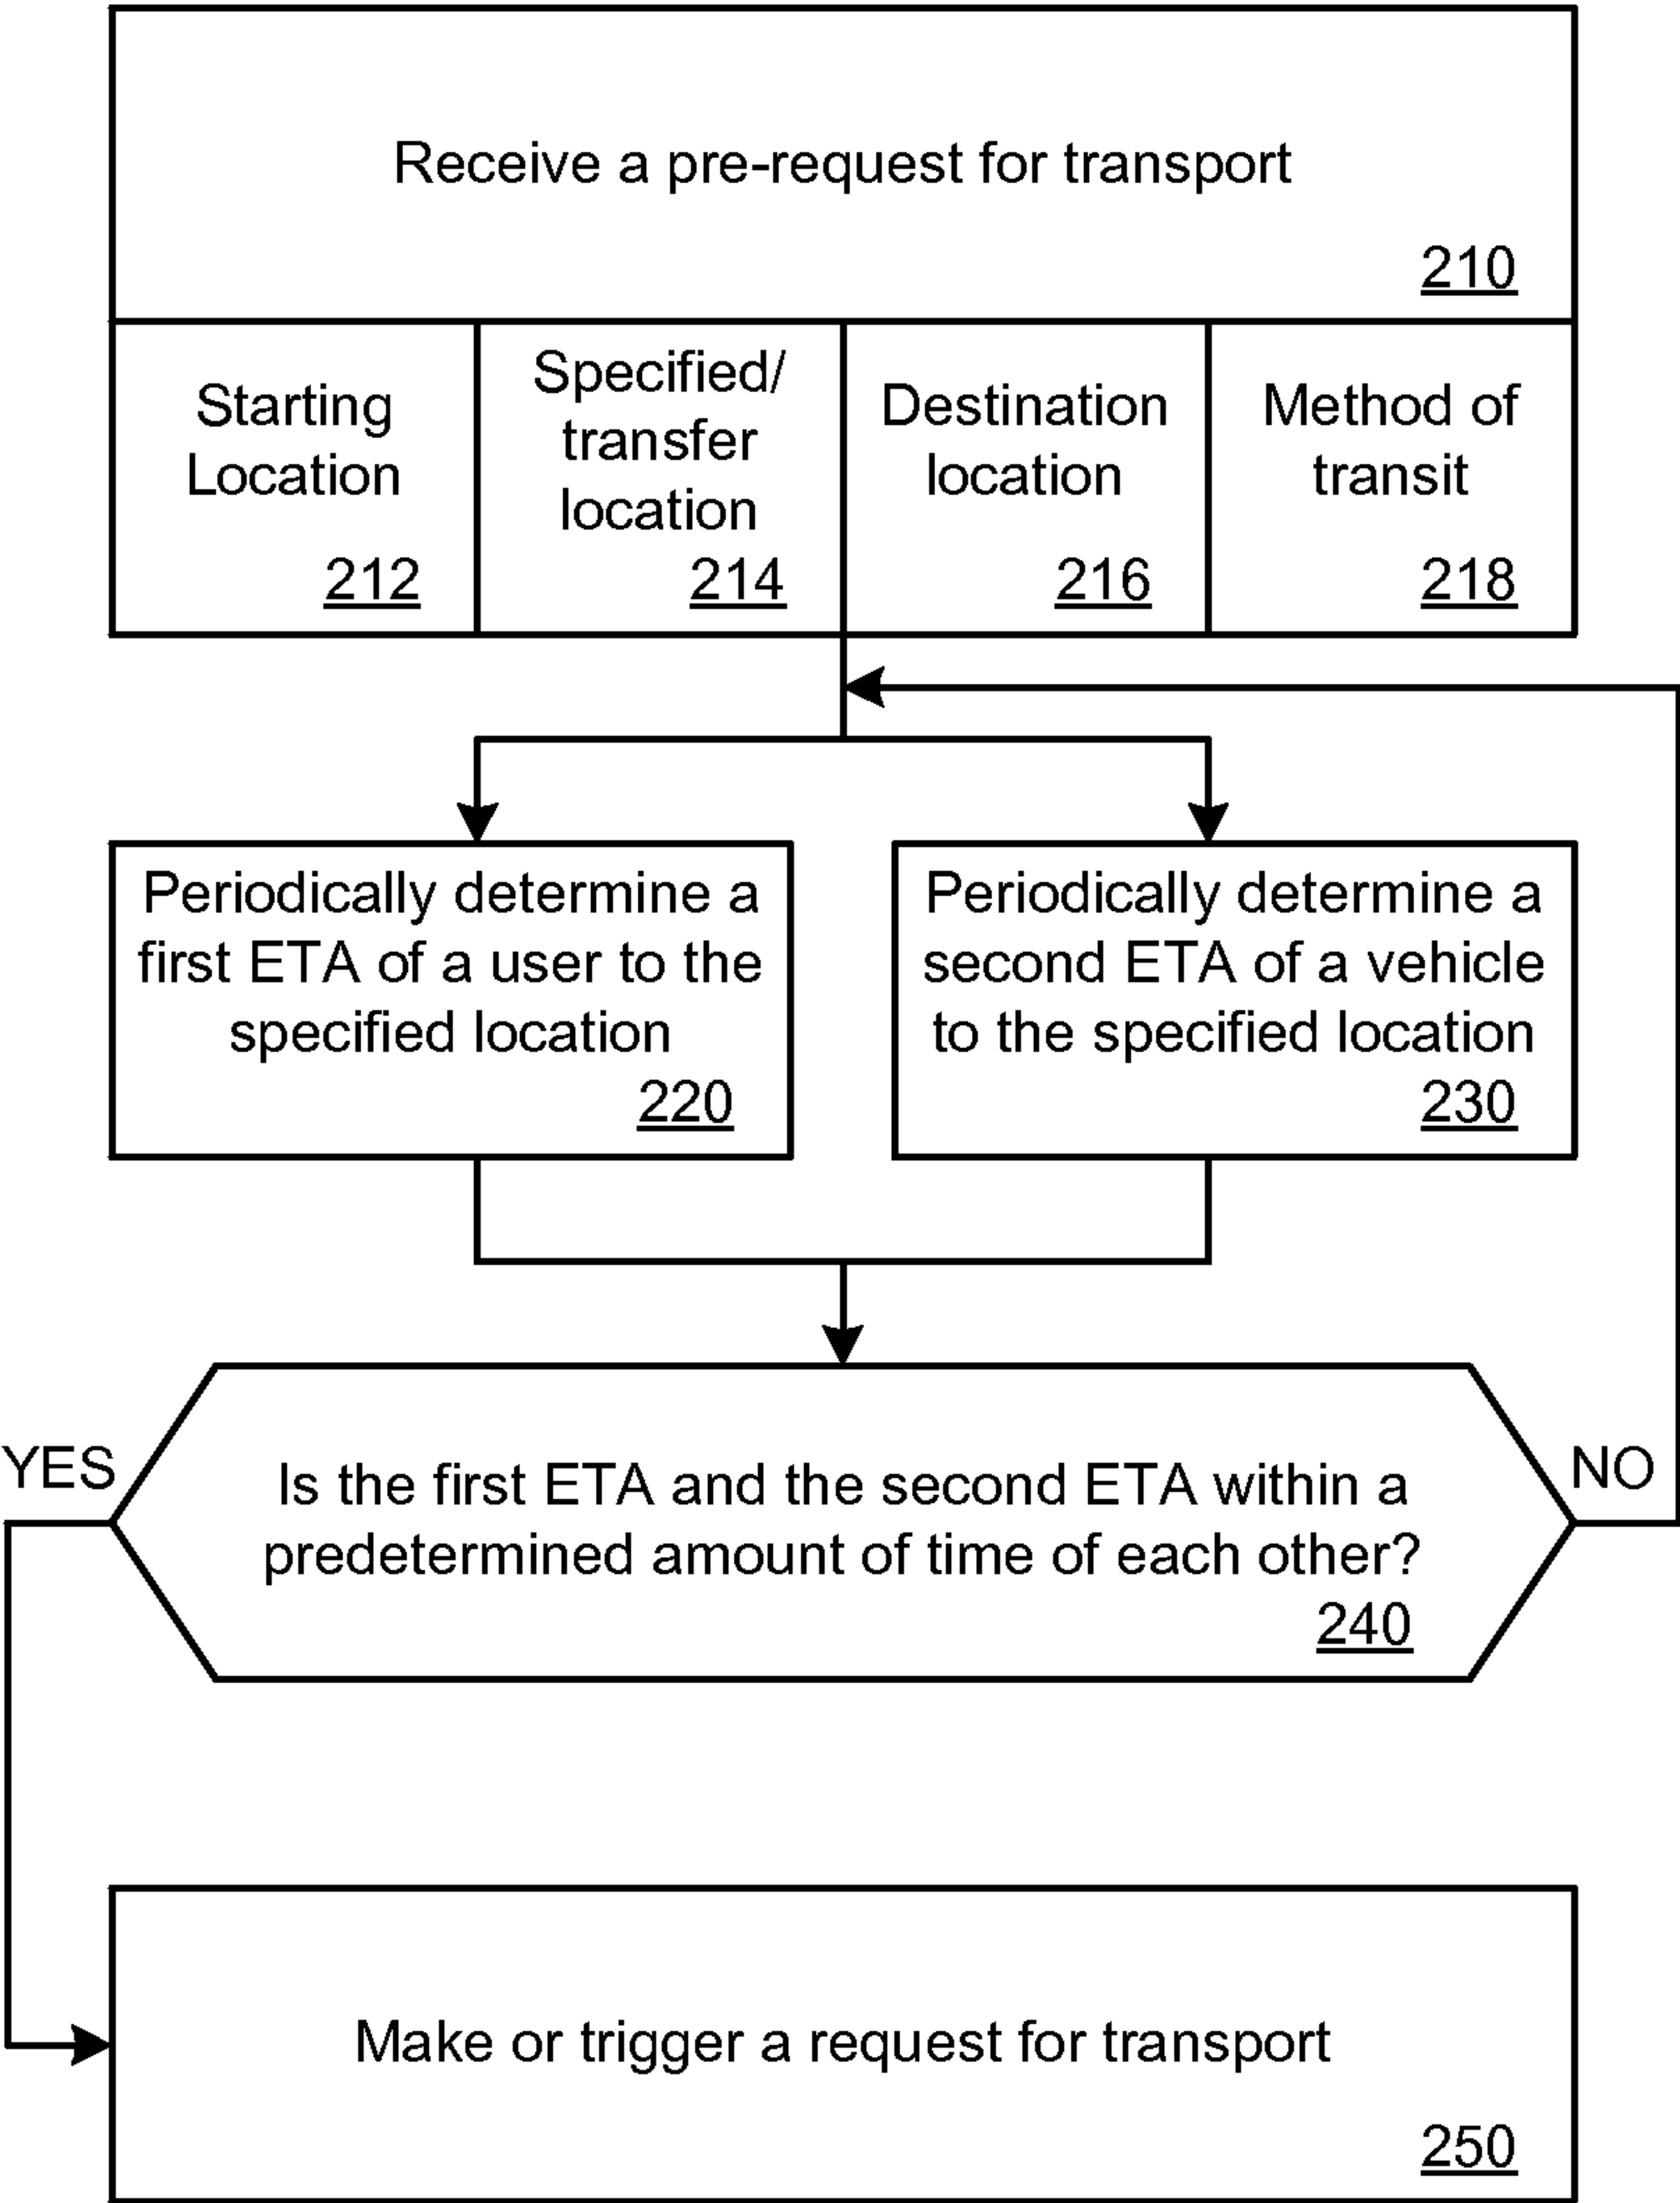 Receive a pre-request for transport
210
Starting
Location
212
Specified/
transfer
location
214
Destination
location
216
Method of
transit
218
Periodically determine a
first ETA of a user to the
specified location
220
Periodically determine a
second ETA of a vehicle
to the specified location
230
YES
Is the first ETA and the second ETA within a
predetermined amount of time of each other?
240
NO
Make or trigger a request for transport
250